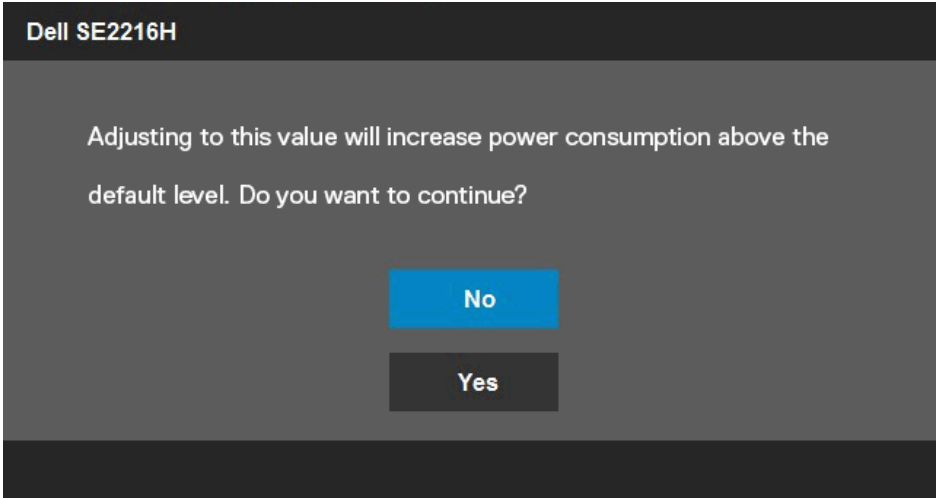 Dell SE2216H
Adjusting to this value will increase power consumption above the
default level. Do you want to continue?
No
Yes